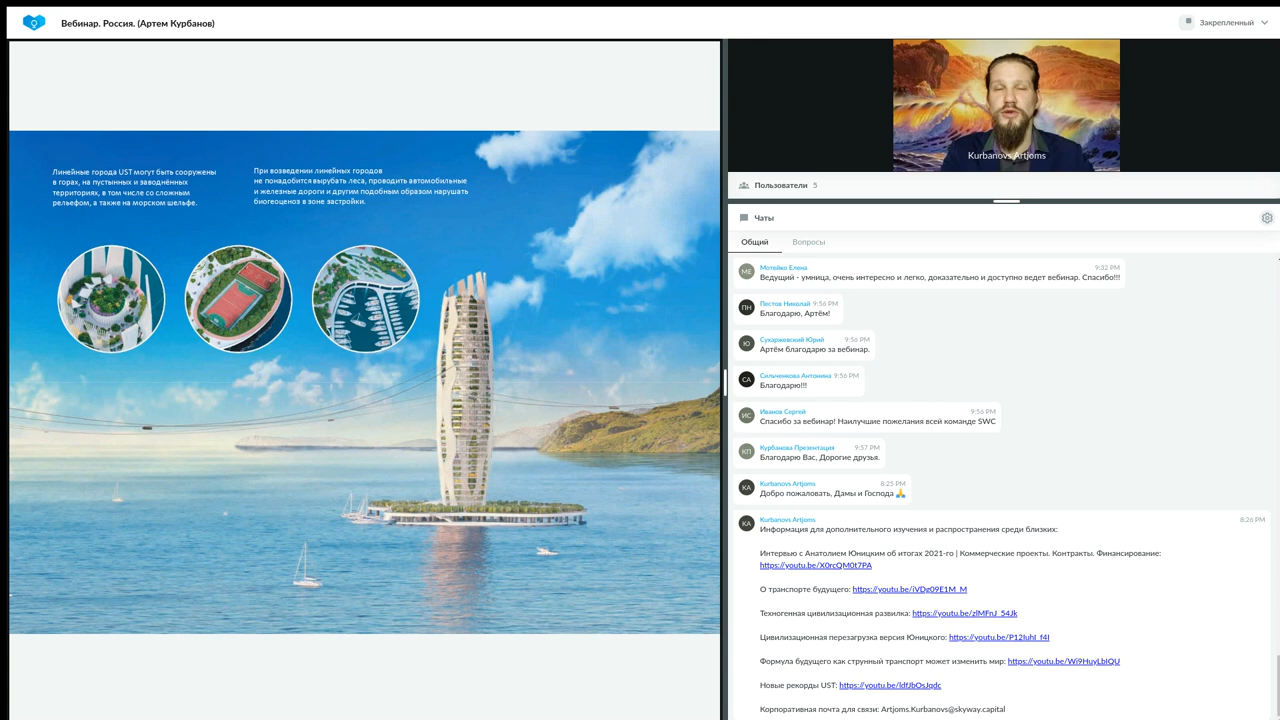 Вебинар. Россия. (Артем Курбанов)
Закрепленный
Линейные города UST могут быть сооружены
в горах, на пустынных и заводнённых
территориях, в том числе со сложным
рельефом, а также на морском шельфе.
При возведении линейных городов
не понадобится вырубать леса, проводить автомобильные
и железные дороги и другим подобным образом нарушать
биогеоценоз в зоне застройки.
Kurbanovs Artjoms
Пользователи 5
Чаты
Общий Вопросы
ME Мотейко Елена 9:32 PM
Ведущий - умница, очень интересно и легко, доказательно и доступно ведет вебинар. Спасибо!!!
ПН Пестов Николай 9:56 PM
Благодарю, Артём!
Ю Сухаржевский Юрий 9:56 PM
Артём благодарю за вебинар.
СА Сильченкова Антонина 9:56 PM
Благодарю!!!
ИС Иванов Сергей 9:56 PM
Спасибо за вебинар! Наилучшие пожелания всей команде SWC
КП Курбанова Презентация 9:57 PM
Благодарю Вас, Дорогие друзья.
KA Kurbanovs Artjoms 8:25 PM
Добро пожаловать, Дамы и Господа 🙏
KA Kurbanovs Artjoms 8:26 PM
Информация для дополнительного изучения и распространения среди близких:
Интервью с Анатолием Юницким об итогах 2021-го | Коммерческие проекты. Контракты. Финансирование:
https://youtu.be/X0rcQM0t7PA
О транспорте будущего: https://youtu.be/iVDg09E1M_M
Техногенная цивилизационная развилка: https://youtu.be/zlMFnJ_54Jk
Цивилизационная перезагрузка версия Юницкого: https://youtu.be/P12IuhI_f4I
Формула будущего как струнный транспорт может изменить мир: https://youtu.be/Wi9HuyLbIQU
Новые рекорды UST: https://youtu.be/ldfJbOsJqdc
Корпоративная почта для связи: Artjoms.Kurbanovs@skyway.capital